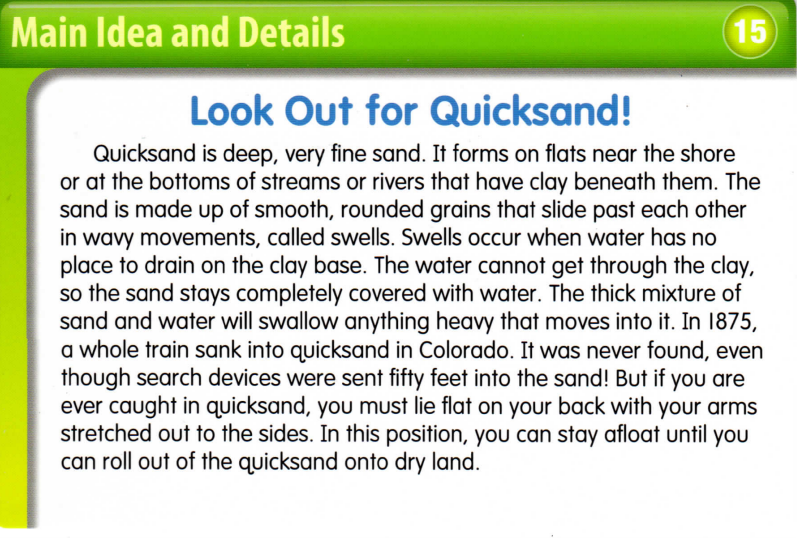 Main Idea and Details
15
Look Out for Quicksand!
Quicksand is deep, very fine sand. It forms on flats near the shore
or at the bottoms of streams or rivers that have clay beneath them. The
sand is made up of smooth, rounded grains that slide past each other
in wavy movements, called swells. Swells occur when water has no
place to drain on the clay base. The water cannot get through the clay,
so the sand stays completely covered with water. The thick mixture of
sand and water will swallow anything heavy that moves into it. In 1875,
a whole train sank into quicksand in Colorado. It was never found, even
though search devices were sent fifty feet into the sand! But if you are
ever caught in quicksand, you must lie flat on your back with your arms
stretched out to the sides. In this position, you can stay afloat until you
can roll out of the quicksand onto dry land.